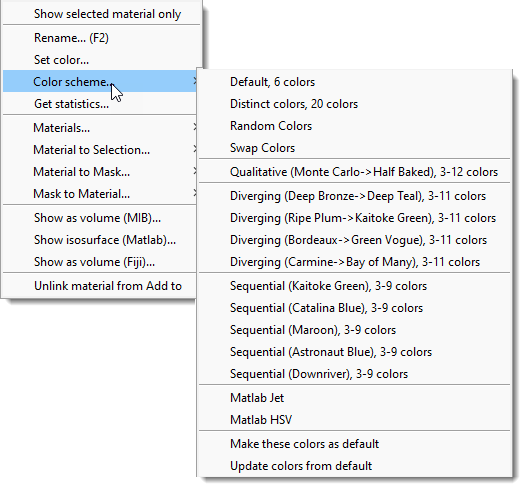 Show selected material only
Rename... (F2)
Set color...
Color scheme...
Get statistics...
Materials...
Material to Selection...
Material to Mask...
Mask to Material...
Show as volume (MIB)...
Show isosurface (Matlab)...
Show as volume (Fiji)...
Unlink material from Add to
Default, 6 colors
Distinct colors, 20 colors
Random Colors
Swap Colors
Qualitative (Monte Carlo->Half Baked), 3-12 colors
Diverging (Deep Bronze->Deep Teal), 3-11 colors
Diverging (Ripe Plum->Kaitoke Green), 3-11 colors
Diverging (Bordeaux->Green Vogue), 3-11 colors
Diverging (Carmine->Bay of Many), 3-11 colors
Sequential (Kaitoke Green), 3-9 colors
Sequential (Catalina Blue), 3-9 colors
Sequential (Maroon), 3-9 colors
Sequential (Astronaut Blue), 3-9 colors
Sequential (Downriver), 3-9 colors
Matlab Jet
Matlab HSV
Make these colors as default
Update colors from default